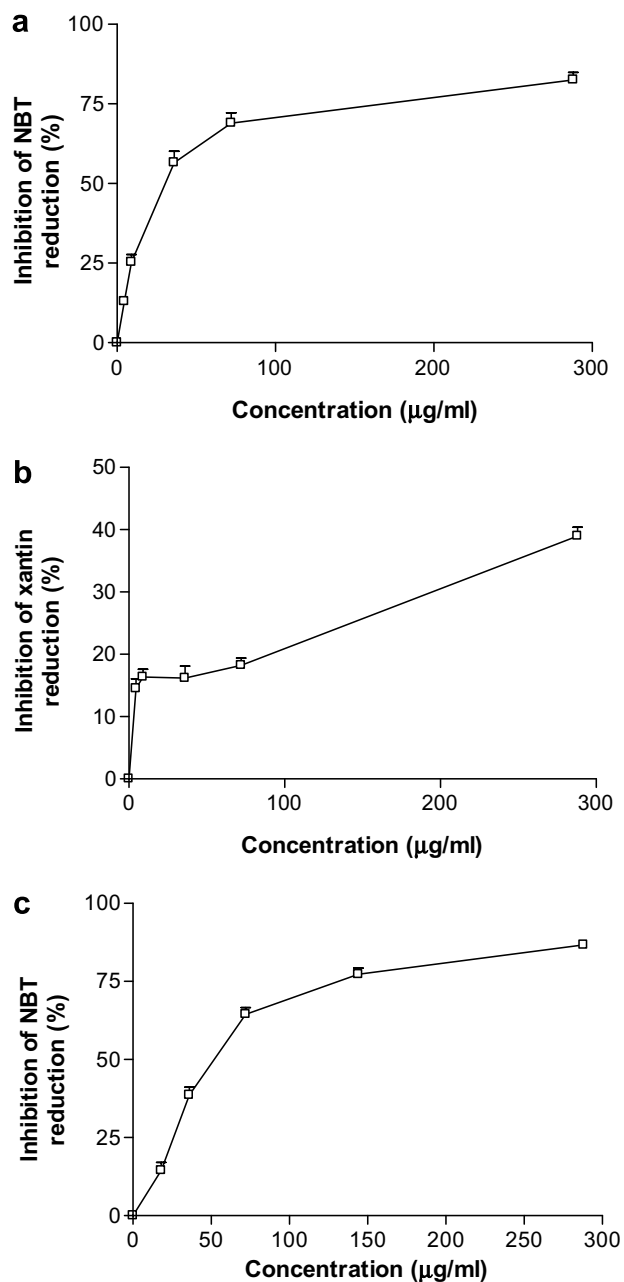 a
100
75
50
25
0
0 100 200 300
Inhibition of NBT
reduction (%)
Concentration (μg/ml)
b
50
40
30
20
10
0
0 100 200 300
Inhibition of xantin
reduction (%)
Concentration (μg/ml)
c
100
75
50
25
0
0 50 100 150 200 250 300
Inhibition of NBT
reduction (%)
Concentration (μg/ml)